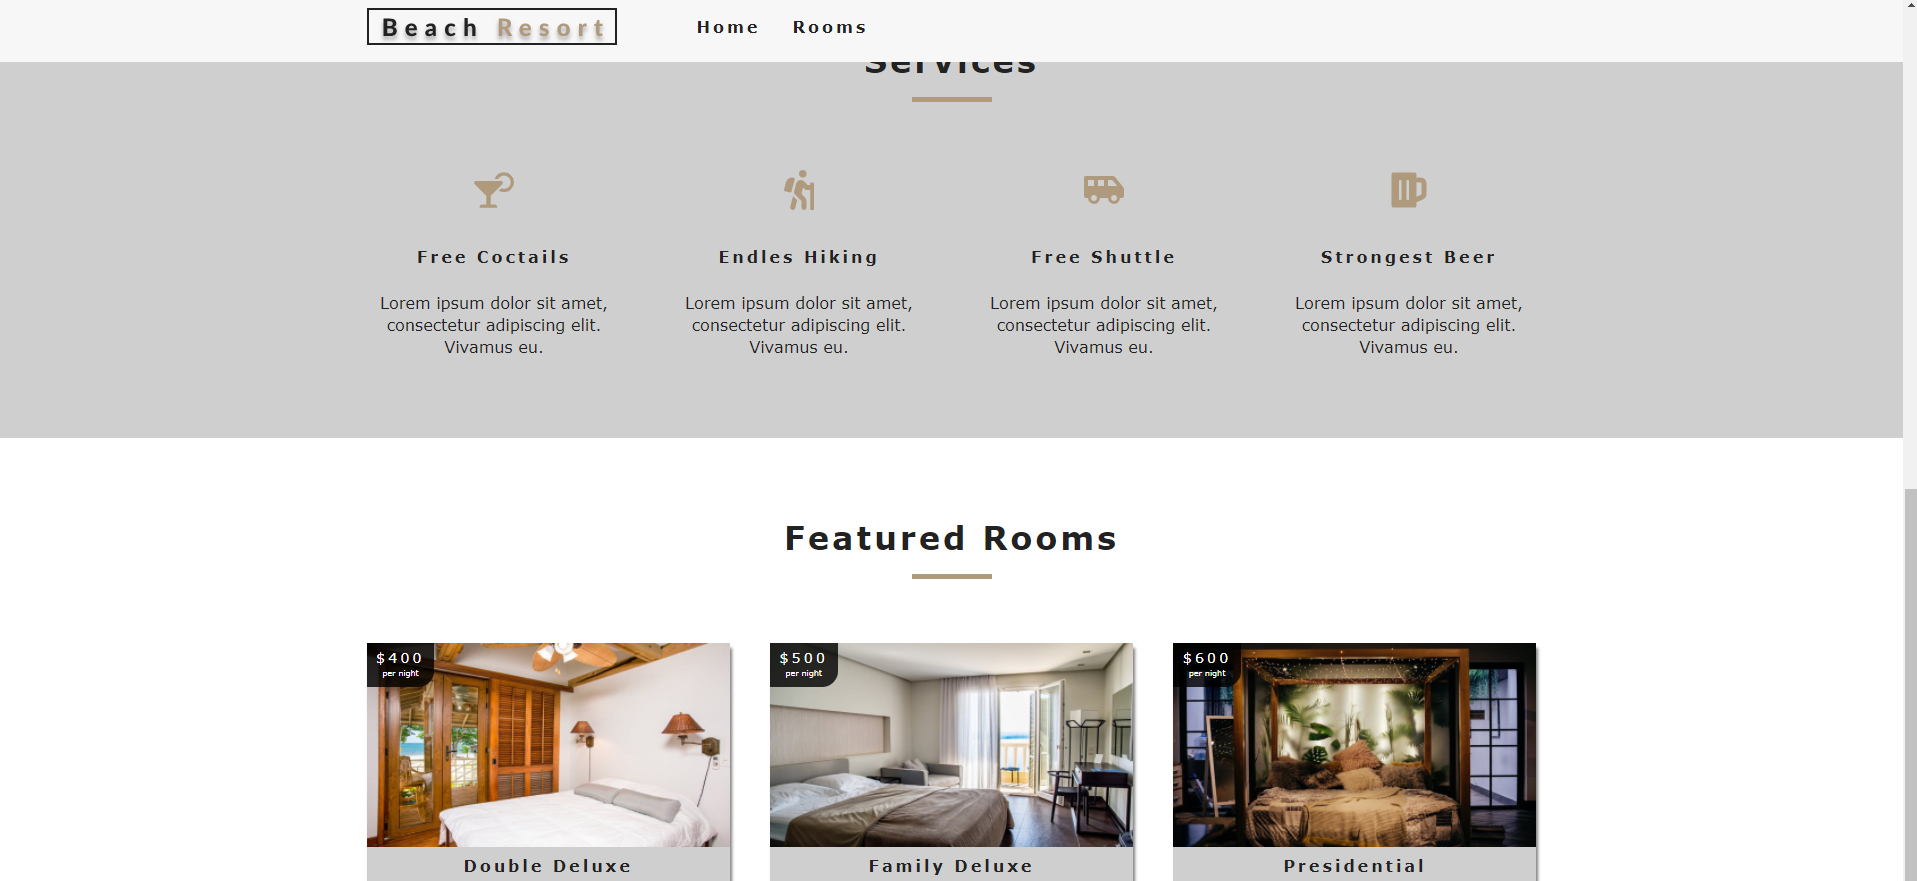 Beach Resort
Home
Rooms
Services
Free Coctails
Lorem ipsum dolor sit amet,
consectetur adipiscing elit.
Vivamus eu.
Endles Hiking
Lorem ipsum dolor sit amet,
consectetur adipiscing elit.
Vivamus eu.
Free Shuttle
Lorem ipsum dolor sit amet,
consectetur adipiscing elit.
Vivamus eu.
Strongest Beer
Lorem ipsum dolor sit amet,
consectetur adipiscing elit.
Vivamus eu.
Featured Rooms
$400
per night
Double Deluxe
$500
per night
Family Deluxe
$600
per night
Presidential